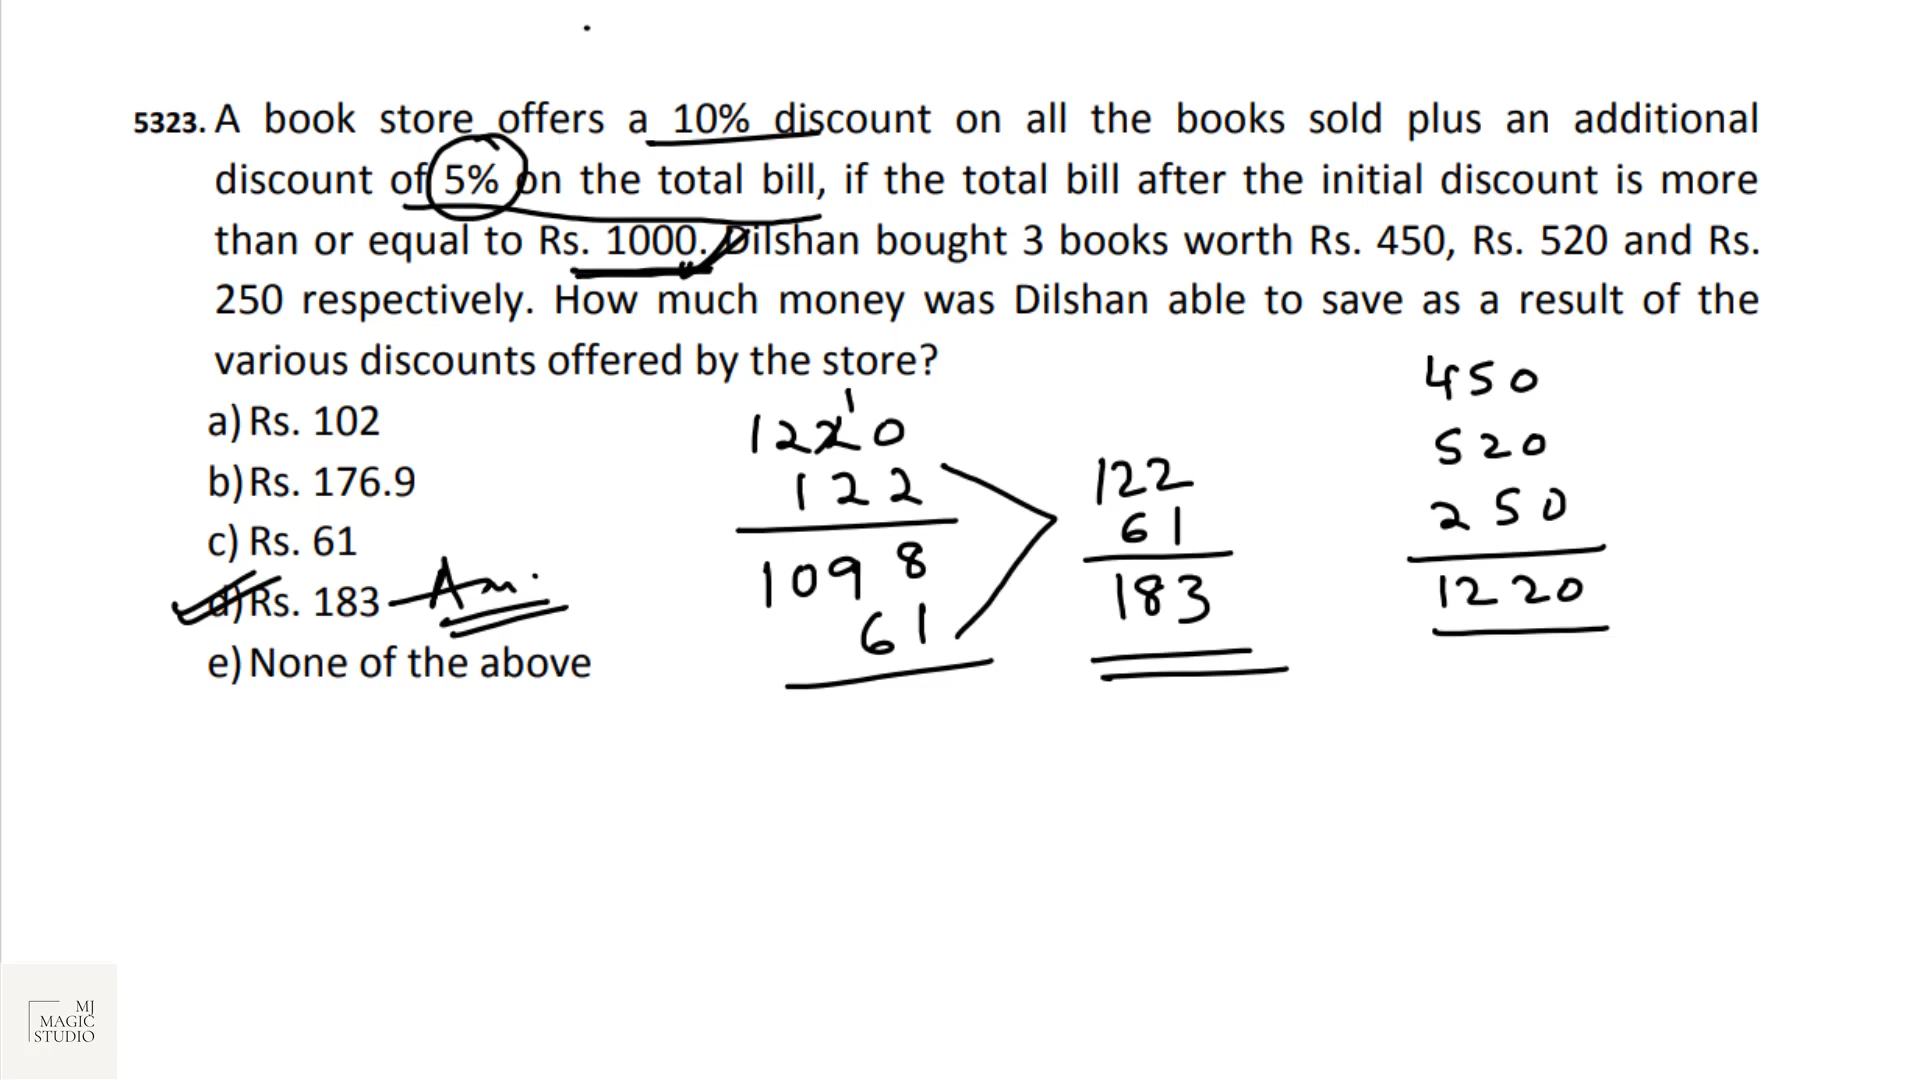 5323. A book store offers a 10% discount on all the books sold plus an additional
discount of 5% on the total bill, if the total bill after the initial discount is more
than or equal to Rs. 1000. Dilshan bought 3 books worth Rs. 450, Rs. 520 and Rs.
250 respectively. How much money was Dilshan able to save as a result of the
various discounts offered by the store?
a) Rs. 102
b) Rs. 176.9
c) Rs. 61
d) Rs. 183 Ans.
e) None of the above
1
1220
122
1098
61
122
61
183
450
520
250
1220
MJ
MAGIC
STUDIO